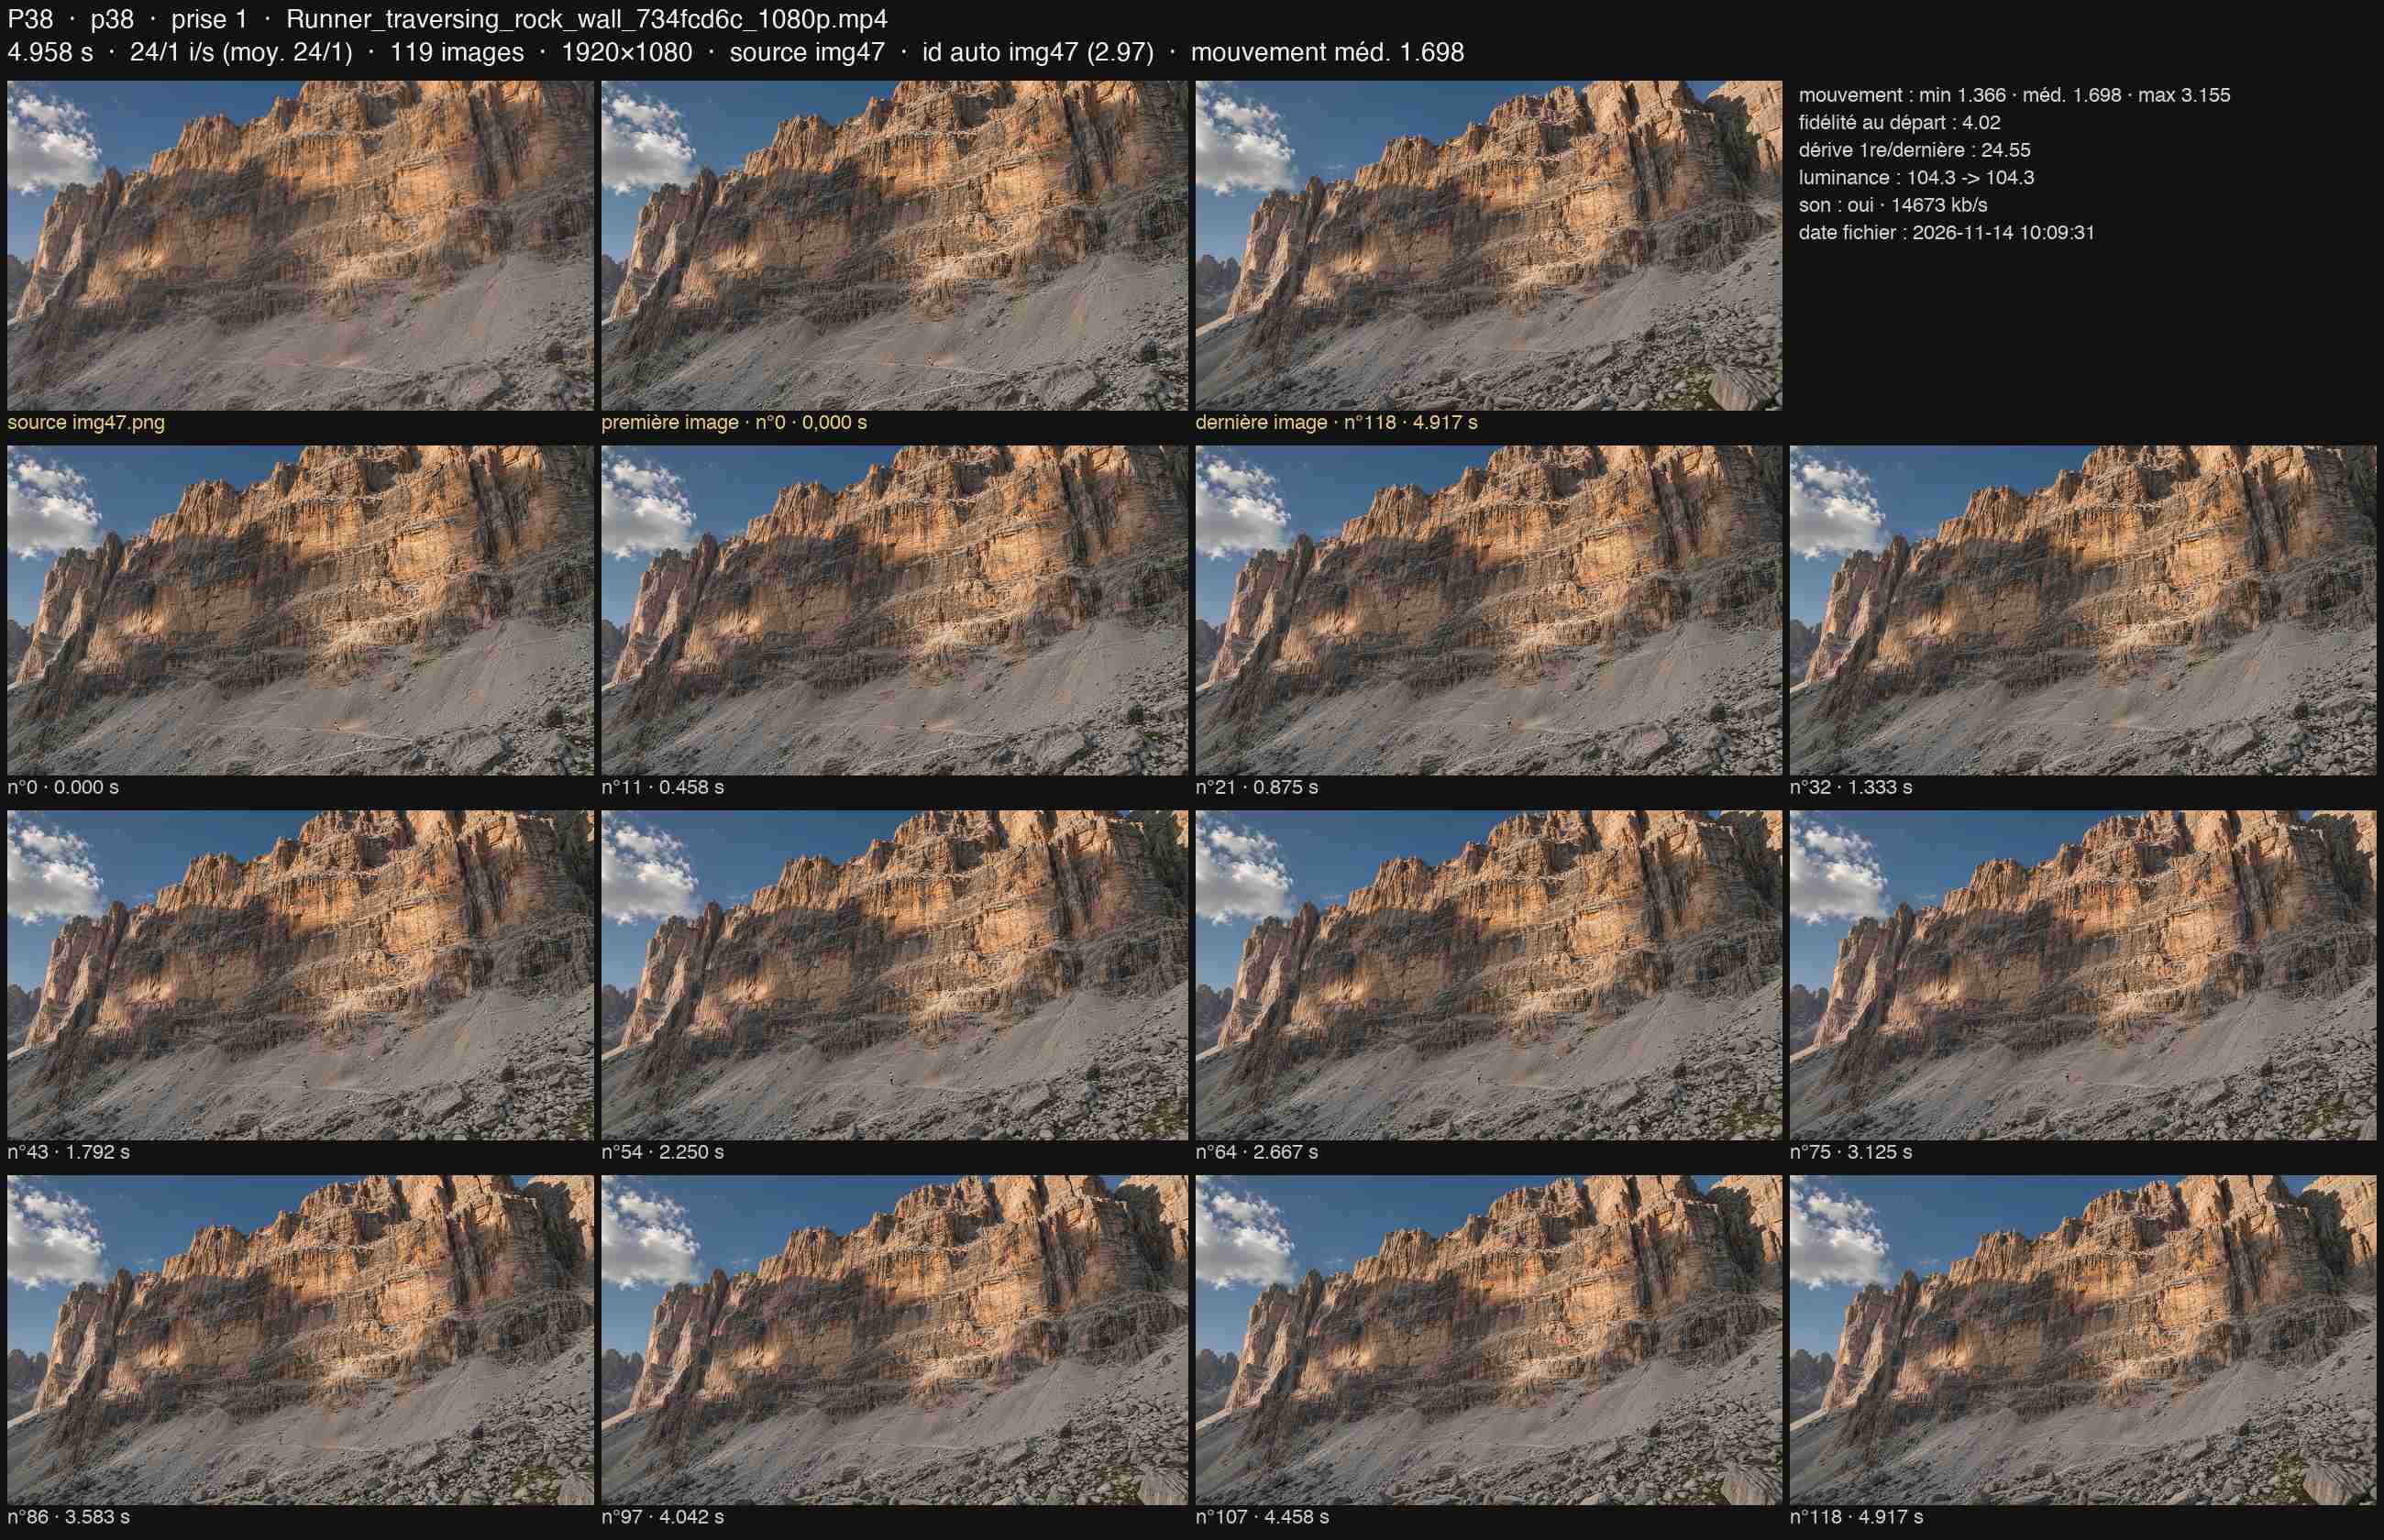 P38 · p38 · prise 1 · Runner_traversing_rock_wall_734fcd6c_1080p.mp4
4.958 s · 24/1 i/s (moy. 24/1) · 119 images · 1920×1080 · source img47 · id auto img47 (2.97) · mouvement méd. 1.698
mouvement : min 1.366 · méd. 1.698 · max 3.155
fidélité au départ : 4.02
dérive 1re/dernière : 24.55
luminance : 104.3 -> 104.3
son : oui · 14673 kb/s
date fichier : 2026-11-14 10:09:31
source img47.png
première image · n°0 · 0,000 s
dernière image · n°118 · 4.917 s
n°0 · 0.000 s
n°11 · 0.458 s
n°21 · 0.875 s
n°32 · 1.333 s
n°43 · 1.792 s
n°54 · 2.250 s
n°64 · 2.667 s
n°75 · 3.125 s
n°86 · 3.583 s
n°97 · 4.042 s
n°107 · 4.458 s
n°118 · 4.917 s